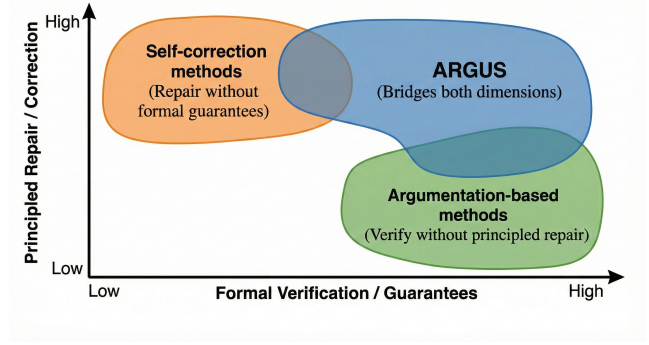 Principled Repair / Correction
High
Self-correction
methods
(Repair without
formal guarantees)
ARGUS
(Bridges both dimensions)
Argumentation-based
methods
(Verify without principled repair)
Low
Low
Formal Verification / Guarantees
High